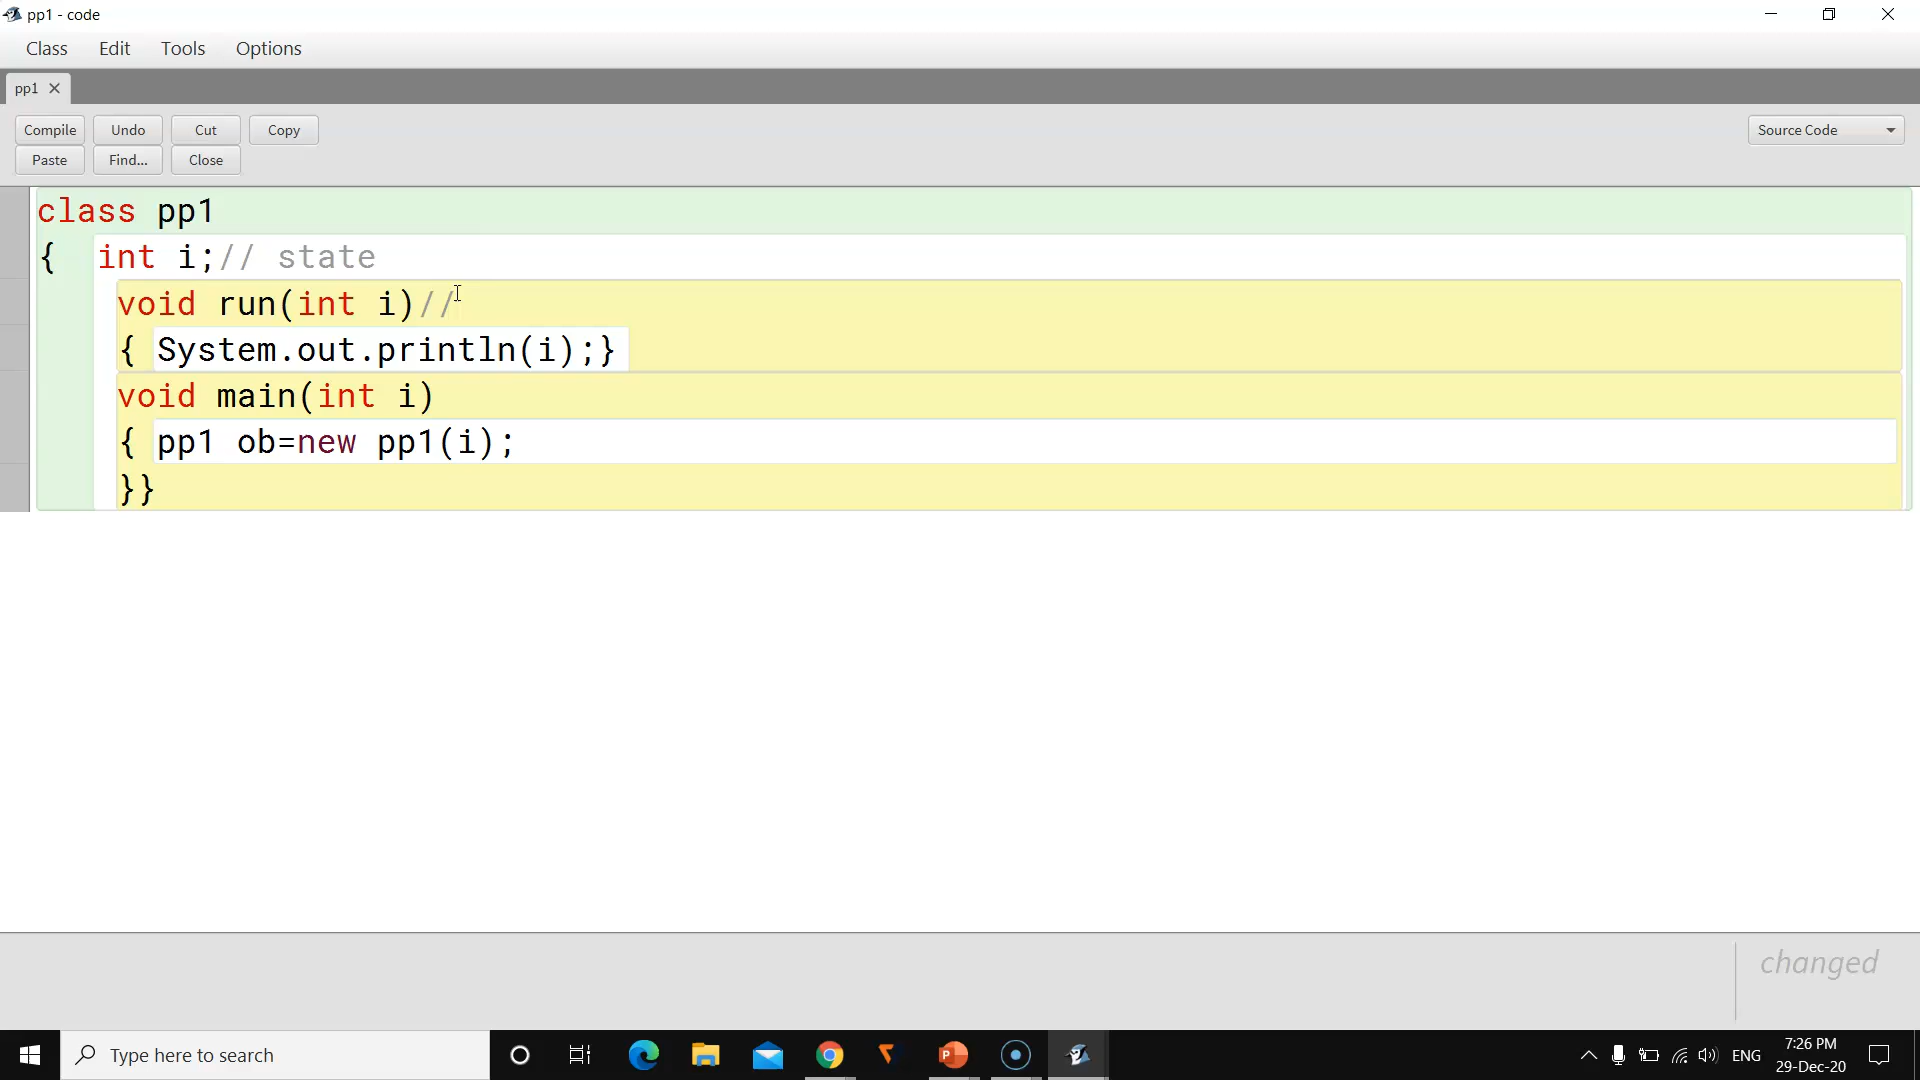 pp1 - code
Class Edit Tools Options
pp1
Compile Undo Cut Copy
Source Code
Paste Find... Close
class pp1
{ int i;// state
void run(int i)//
{ System.out.println(i);}
void main(int i)
{ pp1 ob=new pp1(i);
}}
changed
Type here to search
ENG
7:26 PM
29-Dec-20